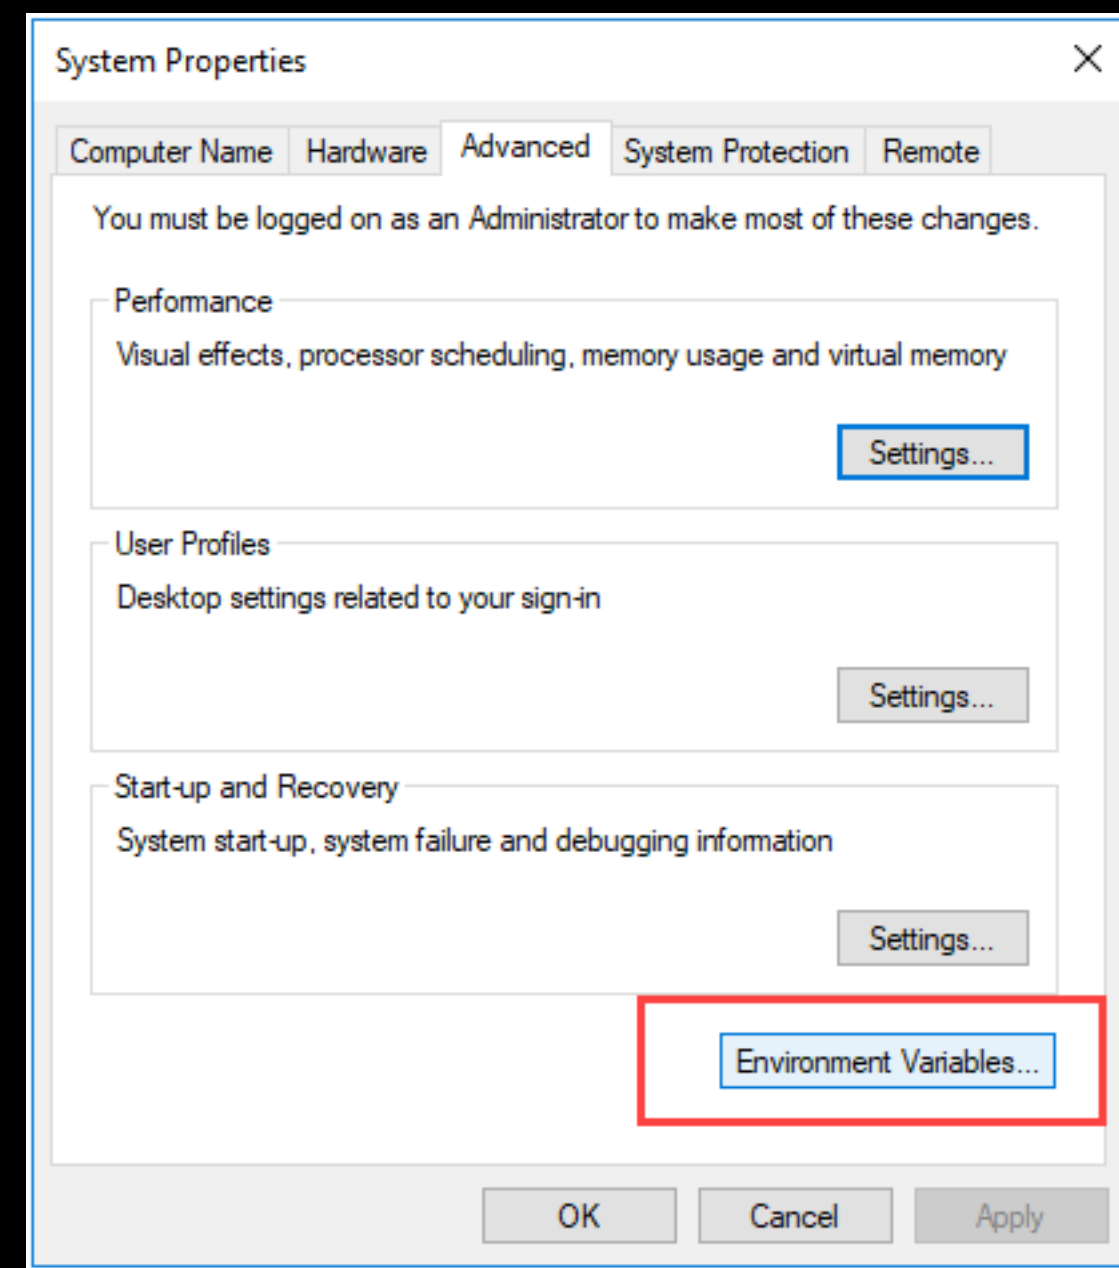 System Properties
Computer Name Hardware Advanced System Protection Remote
You must be logged on as an Administrator to make most of these changes.
Performance
Visual effects, processor scheduling, memory usage and virtual memory
Settings...
User Profiles
Desktop settings related to your sign-in
Settings...
Start-up and Recovery
System start-up, system failure and debugging information
Settings...
Environment Variables...
OK Cancel Apply